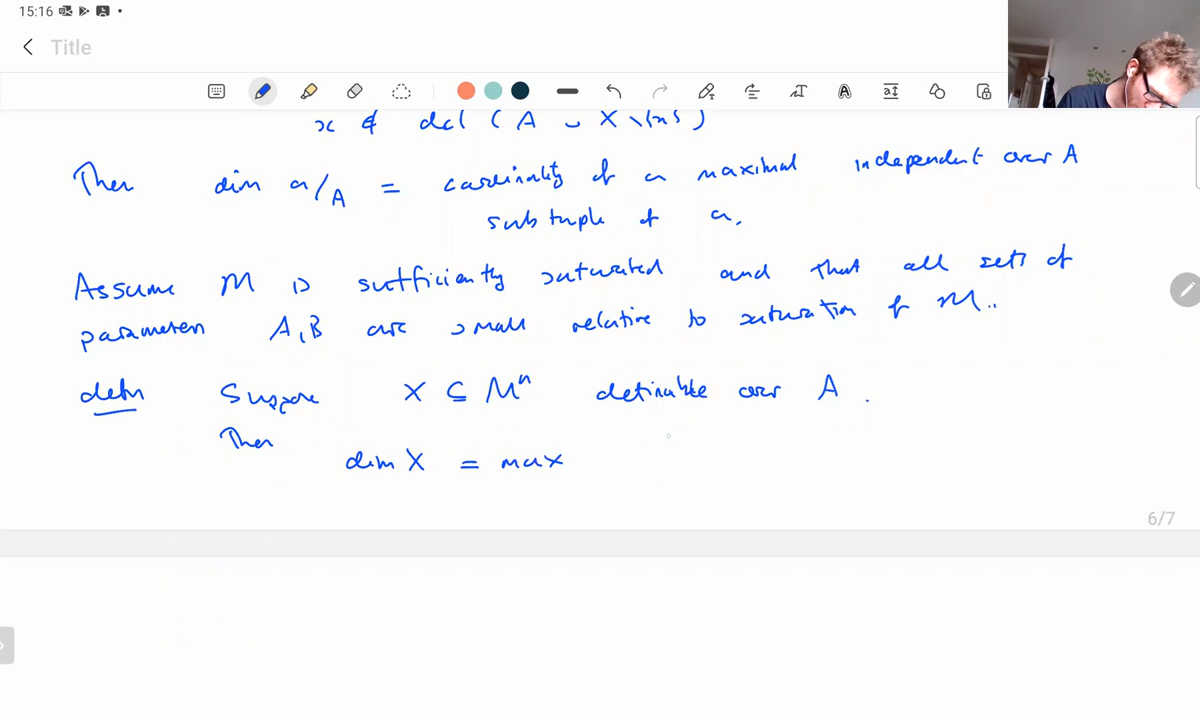 15:16
Title
x ∉ dcl ( A ∪ X \ {x} )
Then dim a/A = cardinality of a maximal independent over A
subtuple of a.
Assume M is sufficiently saturated and that all sets of
parameters A, B are small relative to saturation of M..
defn Suppose X ⊆ Mⁿ definable over A.
Then
dim X = max
6/7